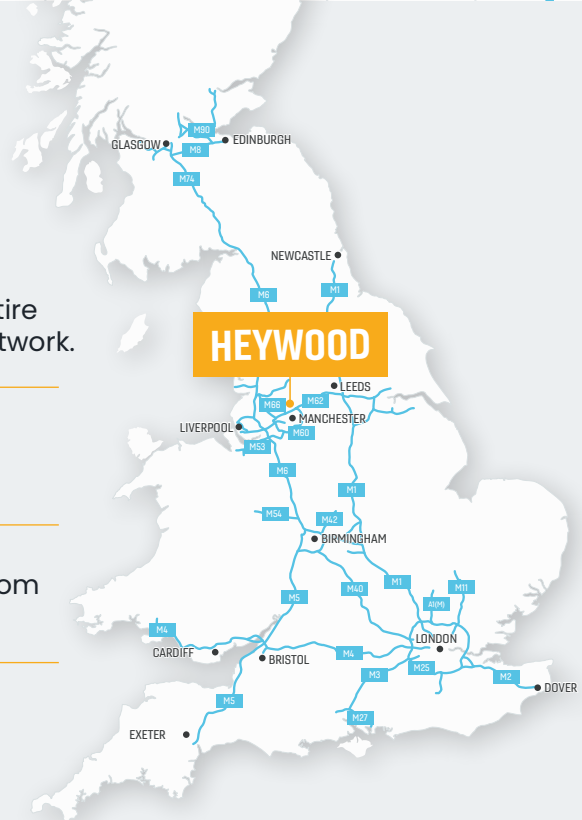 M90
GLASGOW
EDINBURGH
M8
M74
NEWCASTLE
M6
M1
tire
twork.
HEYWOOD
LEEDS
M66
M62
MANCHESTER
LIVERPOOL
M60
M53
M6
M1
M54
M42
BIRMINGHAM
om
M5
M40
M1
M11
A1(M)
M4
LONDON
CARDIFF
BRISTOL
M4
M25
M3
M2
DOVER
M5
M27
EXETER